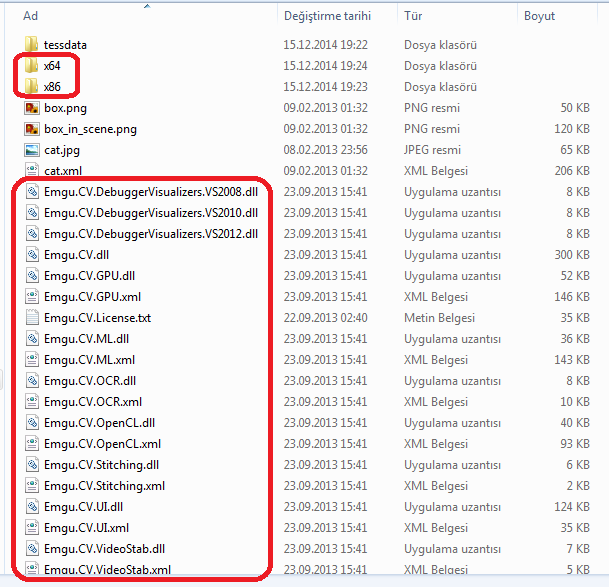 Ad Değiştirme tarihi Tür Boyut
tessdata 15.12.2014 19:22 Dosya klasörü
x64 15.12.2014 19:24 Dosya klasörü
x86 15.12.2014 19:23 Dosya klasörü
box.png 09.02.2013 01:32 PNG resmi 50 KB
box_in_scene.png 09.02.2013 01:32 PNG resmi 120 KB
cat.jpg 08.02.2013 23:56 JPEG resmi 65 KB
cat.xml 09.02.2013 01:32 XML Belgesi 206 KB
Emgu.CV.DebuggerVisualizers.VS2008.dll 23.09.2013 15:41 Uygulama uzantısı 8 KB
Emgu.CV.DebuggerVisualizers.VS2010.dll 23.09.2013 15:41 Uygulama uzantısı 8 KB
Emgu.CV.DebuggerVisualizers.VS2012.dll 23.09.2013 15:41 Uygulama uzantısı 8 KB
Emgu.CV.dll 23.09.2013 15:41 Uygulama uzantısı 300 KB
Emgu.CV.GPU.dll 23.09.2013 15:41 Uygulama uzantısı 52 KB
Emgu.CV.GPU.xml 23.09.2013 15:41 XML Belgesi 146 KB
Emgu.CV.License.txt 22.09.2013 02:40 Metin Belgesi 35 KB
Emgu.CV.ML.dll 23.09.2013 15:41 Uygulama uzantısı 36 KB
Emgu.CV.ML.xml 23.09.2013 15:41 XML Belgesi 143 KB
Emgu.CV.OCR.dll 23.09.2013 15:41 Uygulama uzantısı 8 KB
Emgu.CV.OCR.xml 23.09.2013 15:41 XML Belgesi 10 KB
Emgu.CV.OpenCL.dll 23.09.2013 15:41 Uygulama uzantısı 40 KB
Emgu.CV.OpenCL.xml 23.09.2013 15:41 XML Belgesi 93 KB
Emgu.CV.Stitching.dll 23.09.2013 15:41 Uygulama uzantısı 6 KB
Emgu.CV.Stitching.xml 23.09.2013 15:41 XML Belgesi 2 KB
Emgu.CV.UI.dll 23.09.2013 15:41 Uygulama uzantısı 124 KB
Emgu.CV.UI.xml 23.09.2013 15:41 XML Belgesi 35 KB
Emgu.CV.VideoStab.dll 23.09.2013 15:41 Uygulama uzantısı 7 KB
Emgu.CV.VideoStab.xml 23.09.2013 15:41 XML Belgesi 5 KB